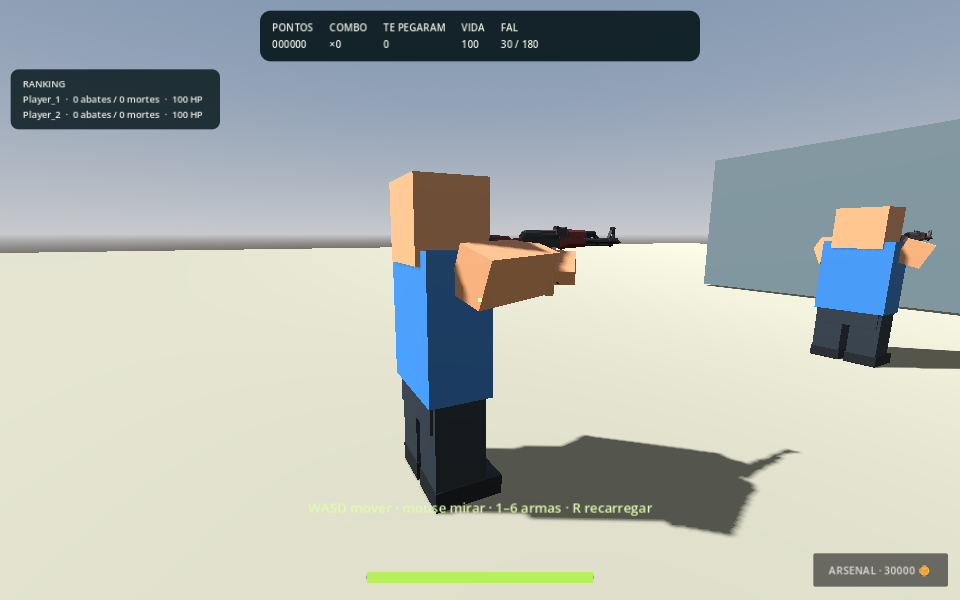 PONTOS COMBO TE PEGARAM VIDA FAL
000000 ×0 0 100 30 / 180
RANKING
Player_1 · 0 abates / 0 mortes · 100 HP
Player_2 · 0 abates / 0 mortes · 100 HP
WASD mover · mouse mirar · 1–6 armas · R recarregar
ARSENAL · 30000